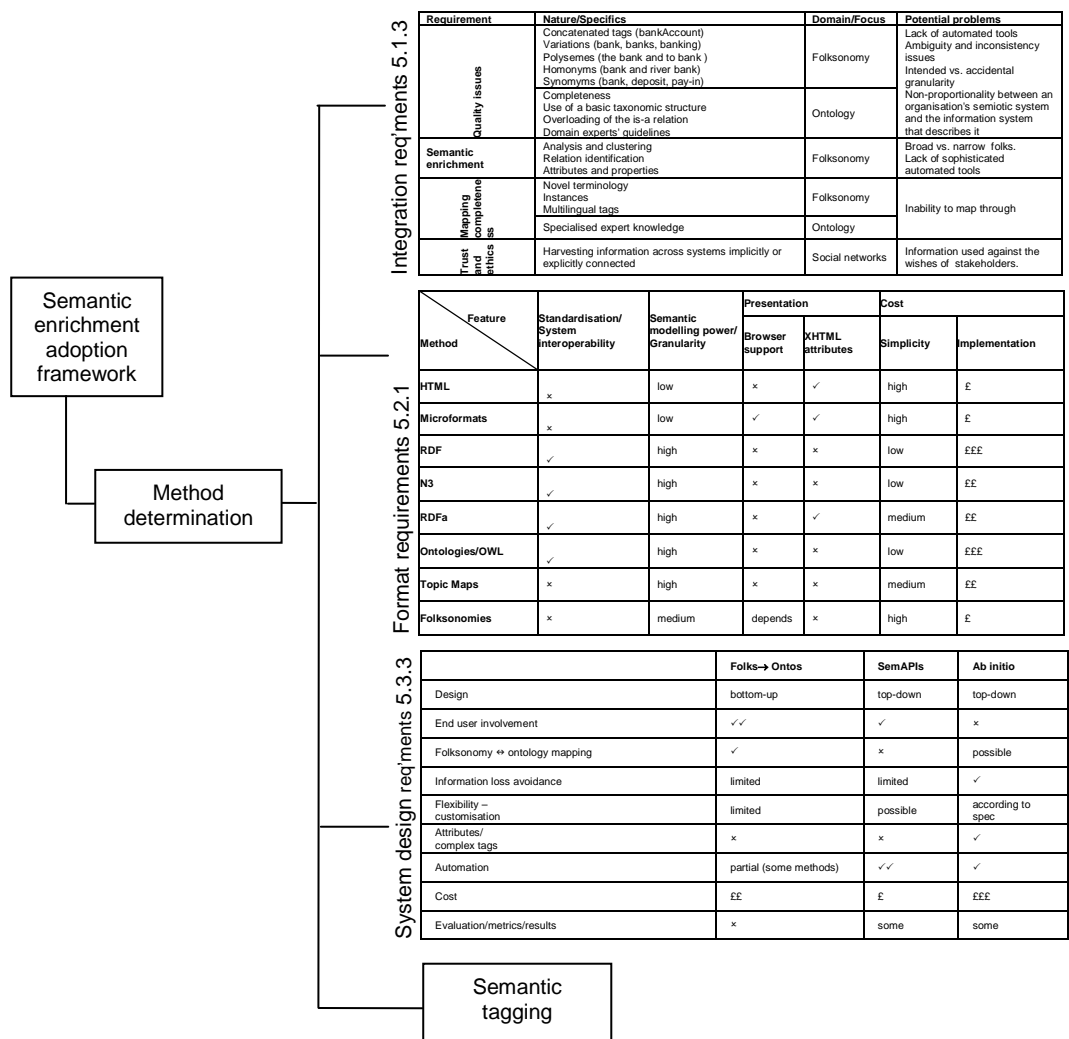 Semantic
enrichment
adoption
framework
Method
determination
Integration req'ments 5.1.3
Requirement Nature/Specifics Domain/Focus Potential problems
Quality issues
Concatenated tags (bankAccount)
Variations (bank, banks, banking)
Polysemes (the bank and to bank )
Homonyms (bank and river bank)
Synomyms (bank, deposit, pay-in)
Folksonomy
Completeness
Use of a basic taxonomic structure
Overloading of the is-a relation
Domain experts' guidelines
Ontology
Lack of automated tools
Ambiguity and inconsistency
issues
Intended vs. accidental
granularity
Non-proportionality between an
organisation's semiotic system
and the information system
that describes it
Semantic
enrichment
Analysis and clustering
Relation identification
Attributes and properties
Folksonomy
Broad vs. narrow folks.
Lack of sophisticated
automated tools
Mapping
completene
ss
Novel terminology
Instances
Multilingual tags
Folksonomy
Specialised expert knowledge
Ontology
Inability to map through
Trust
and
ethics
Harvesting information across systems implicitly or
explicitly connected
Social networks
Information used against the
wishes of stakeholders.
Format requirements 5.2.1
Feature
Method
Standardisation/
System
interoperability
Semantic
modelling power/
Granularity
Presentation
Browser
support
XHTML
attributes
Cost
Simplicity
Implementation
HTML × low × ✓ high £
Microformats × low ✓ ✓ high £
RDF ✓ high × × low £££
N3 ✓ high × × low ££
RDFa ✓ high × ✓ medium ££
Ontologies/OWL ✓ high × × low £££
Topic Maps × high × × medium ££
Folksonomies × medium depends × high £
System design req'ments 5.3.3
Folks→ Ontos SemAPIs Ab initio
Design bottom-up top-down top-down
End user involvement ✓✓ ✓ ×
Folksonomy ↔ ontology mapping ✓ × possible
Information loss avoidance limited limited ✓
Flexibility –
customisation
limited possible
according to
spec
Attributes/
complex tags
× × ✓
Automation partial (some methods) ✓✓ ✓
Cost ££ £ £££
Evaluation/metrics/results × some some
Semantic
tagging